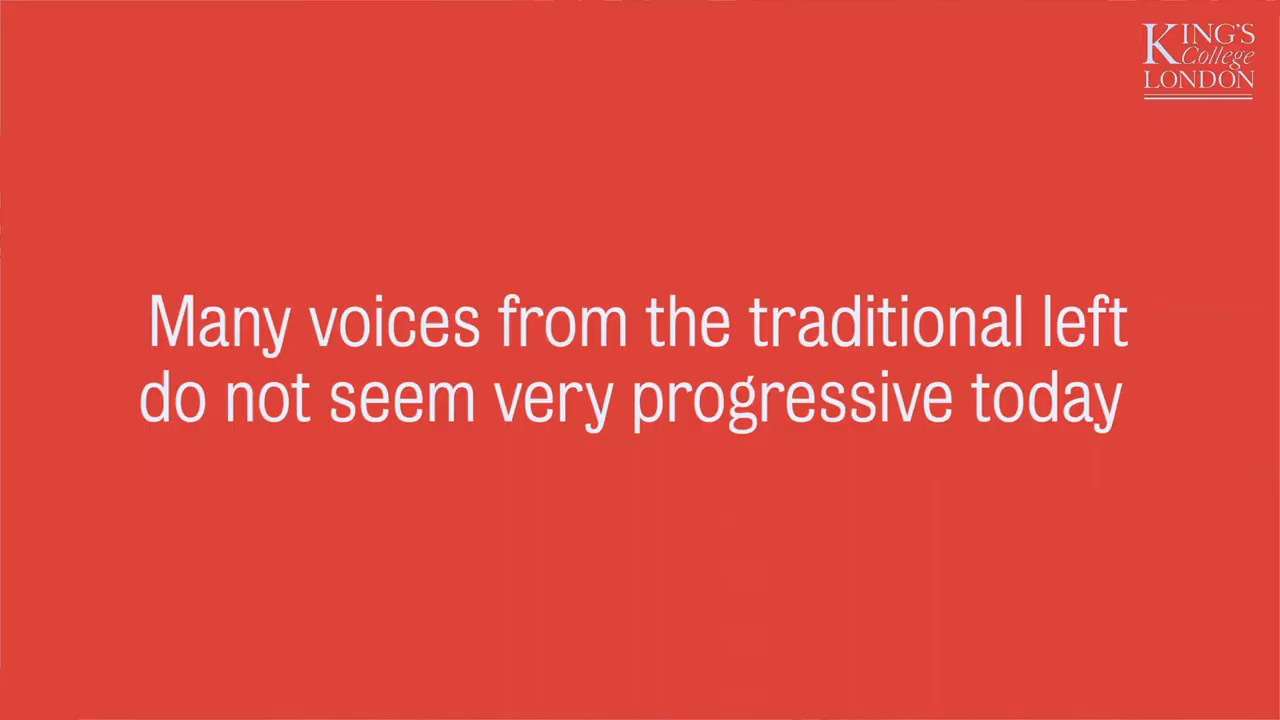 KING'S
College
LONDON
Many voices from the traditional left
do not seem very progressive today